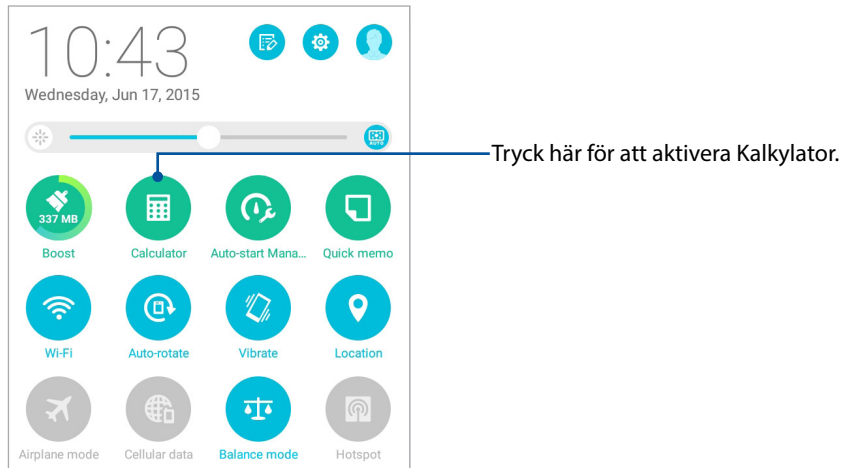 10:43
Wednesday, Jun 17, 2015
AUTO
Tryck här för att aktivera Kalkylator.
337 MB
Boost Calculator Auto-start Mana... Quick memo
Wi-Fi Auto-rotate Vibrate Location
Airplane mode Cellular data Balance mode Hotspot